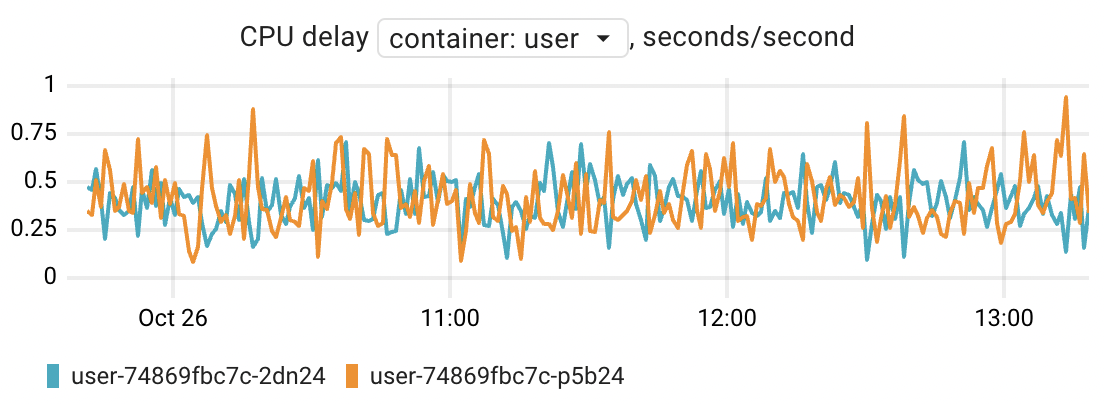 CPU delay container: user , seconds/second
1
0.75
0.5
0.25
0
Oct 26 11:00 12:00 13:00
user-74869fbc7c-2dn24 user-74869fbc7c-p5b24